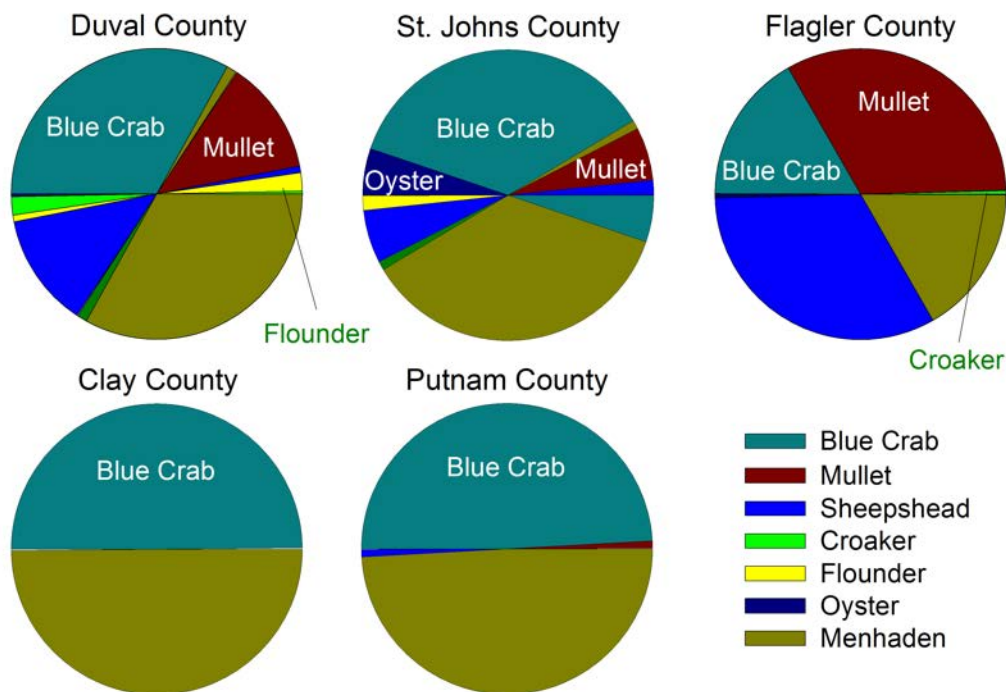 Duval County
Blue Crab
Mullet
Flounder
St. Johns County
Blue Crab
Oyster
Mullet
Flagler County
Mullet
Blue Crab
Croaker
Clay County
Blue Crab
Putnam County
Blue Crab
Blue Crab
Mullet
Sheepshead
Croaker
Flounder
Oyster
Menhaden